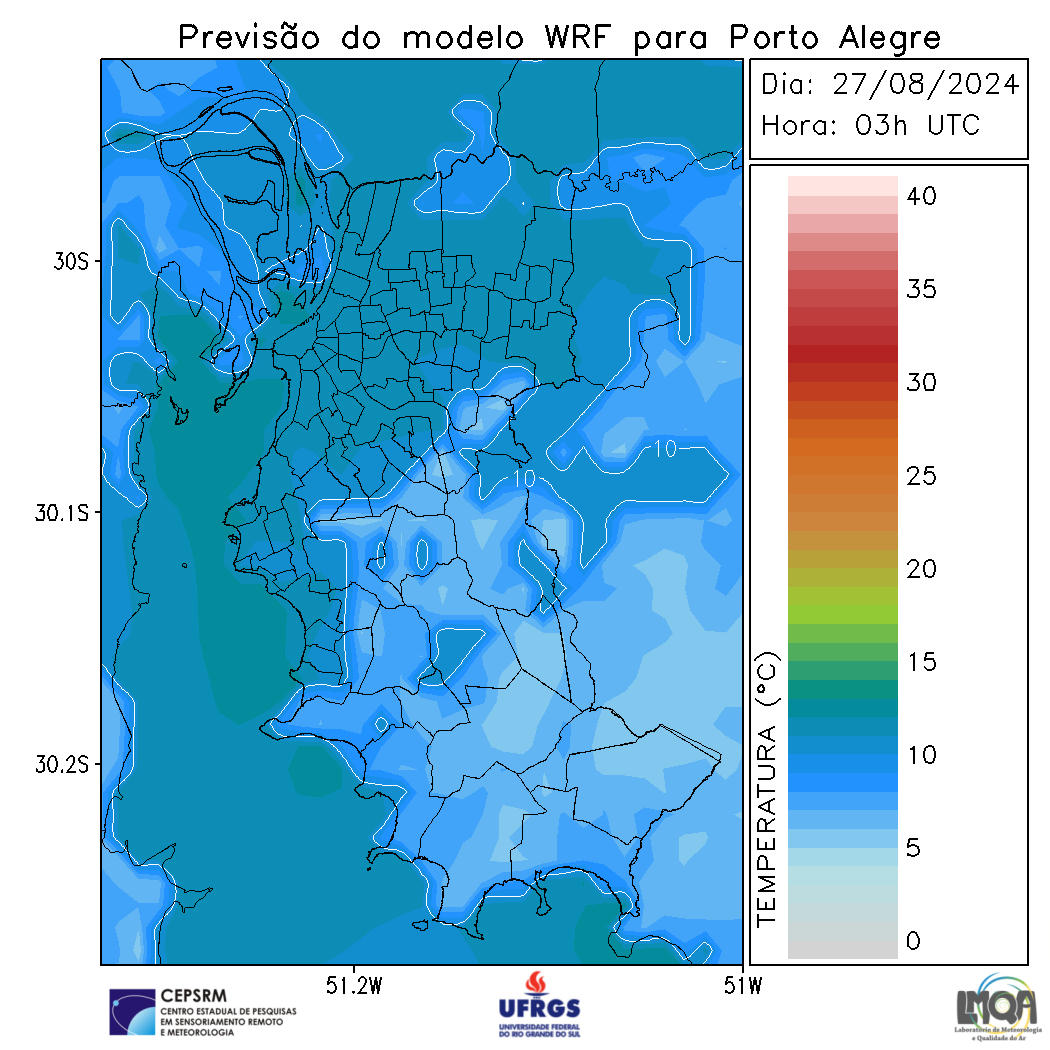 Previsão do modelo WRF para Porto Alegre
Dia: 27/08/2024
Hora: 03h UTC
30S
30.1S
30.2S
51.2W
51W
10
10
40
35
30
25
20
15
10
5
0
TEMPERATURA (°C)
CEPSRM
CENTRO ESTADUAL DE PESQUISAS
EM SENSORIAMENTO REMOTO
E METEOROLOGIA
UFRGS
UNIVERSIDADE FEDERAL
DO RIO GRANDE DO SUL
LMQA
Laboratório de Meteorologia
e Qualidade do Ar